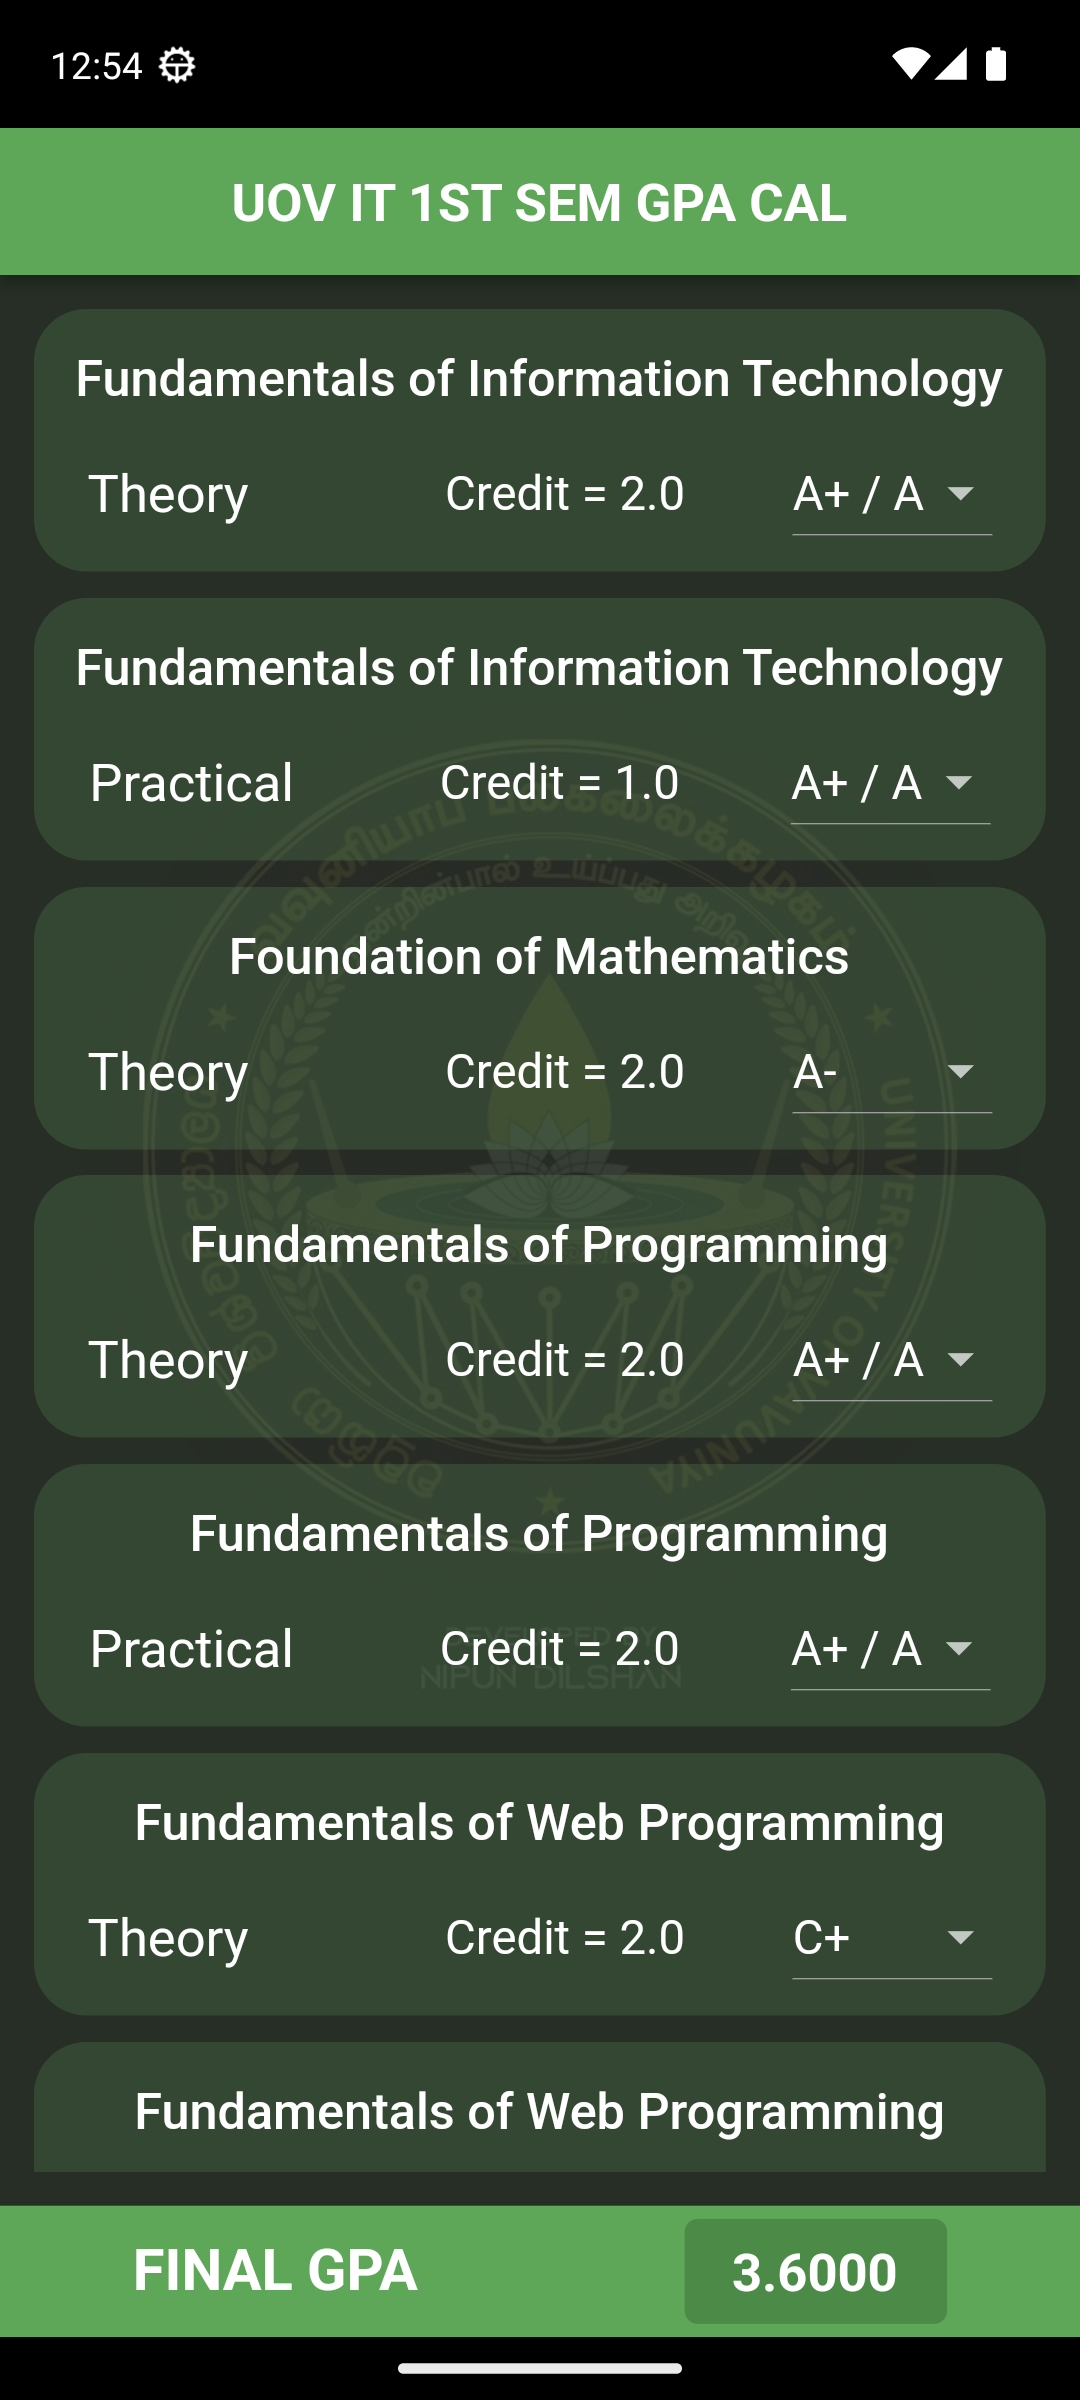 12:54
UOV IT 1ST SEM GPA CAL
Fundamentals of Information Technology
Theory Credit = 2.0 A+ / A
Fundamentals of Information Technology
Practical Credit = 1.0 A+ / A
Foundation of Mathematics
Theory Credit = 2.0 A-
Fundamentals of Programming
Theory Credit = 2.0 A+ / A
Fundamentals of Programming
Practical Credit = 2.0 A+ / A
DEVELOPED BY
NIPUN DILSHAN
Fundamentals of Web Programming
Theory Credit = 2.0 C+
Fundamentals of Web Programming
FINAL GPA 3.6000
UNIVERSITY OF VAVUNIYA